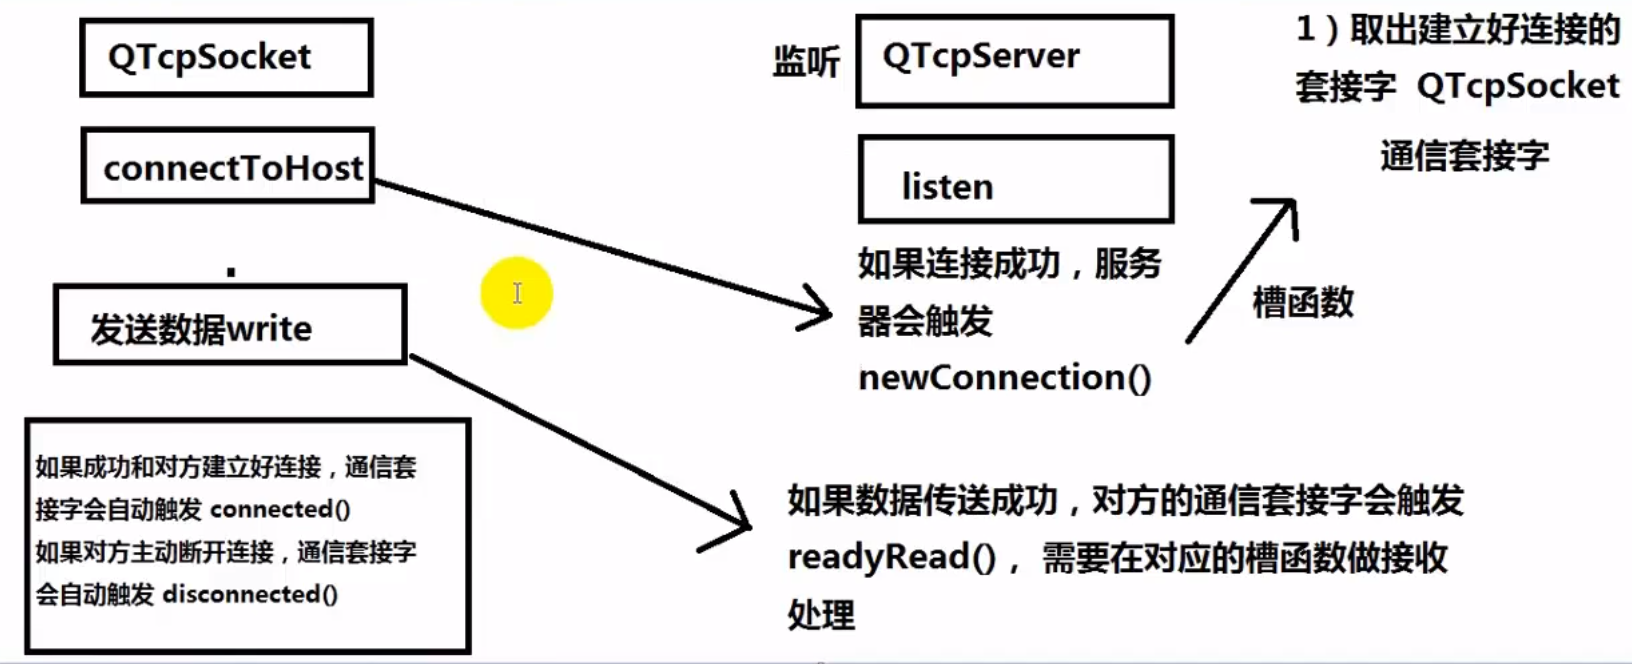 QTcpSocket
connectToHost
发送数据write
如果成功和对方建立好连接，通信套
接字会自动触发 connected()
如果对方主动断开连接，通信套接字
会自动触发 disconnected()
监听
QTcpServer
listen
如果连接成功，服务
器会触发
newConnection()
槽函数
1）取出建立好连接的
套接字 QTcpSocket
通信套接字
如果数据传送成功，对方的通信套接字会触发
readyRead()， 需要在对应的槽函数做接收
处理